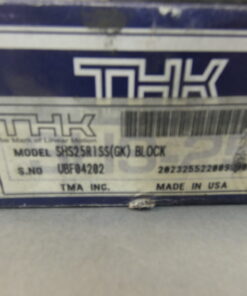 THK
THK
The Mark of Linear Motion
MODEL SHS25R1SS(GK) BLOCK
S.NO UBF04202
TMA INC. MADE IN USA